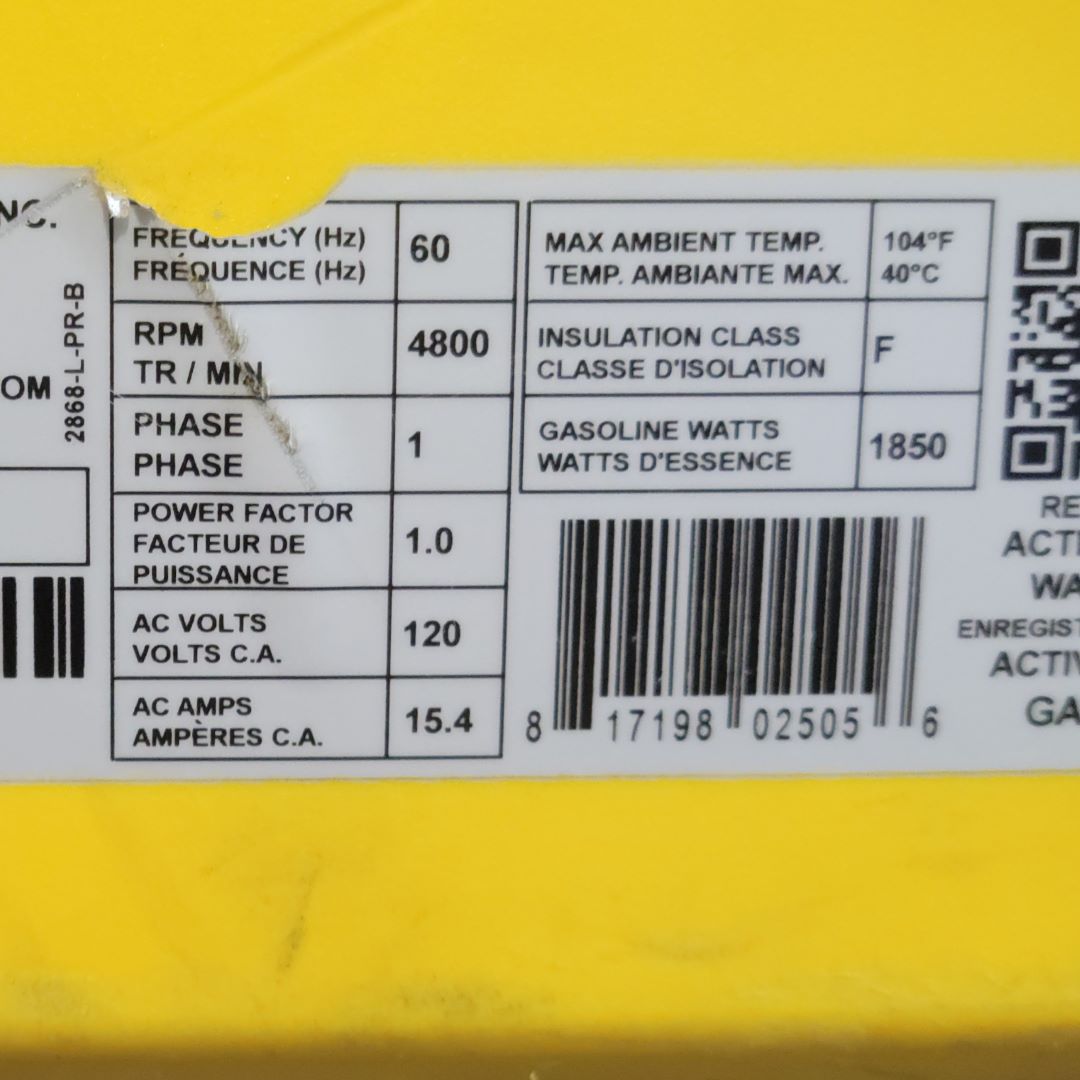 NC.
OM
2868-L-PR-B
FREQUENCY (Hz)
FRÉQUENCE (Hz)
60
RPM
TR / MIN
4800
PHASE
PHASE
1
POWER FACTOR
FACTEUR DE
PUISSANCE
1.0
AC VOLTS
VOLTS C.A.
120
AC AMPS
AMPÈRES C.A.
15.4
MAX AMBIENT TEMP.
TEMP. AMBIANTE MAX.
104°F
40°C
INSULATION CLASS
CLASSE D'ISOLATION
F
GASOLINE WATTS
WATTS D'ESSENCE
1850
8 17198 02505 6
RE
ACTI
WA
ENREGIST
ACTIV
GA